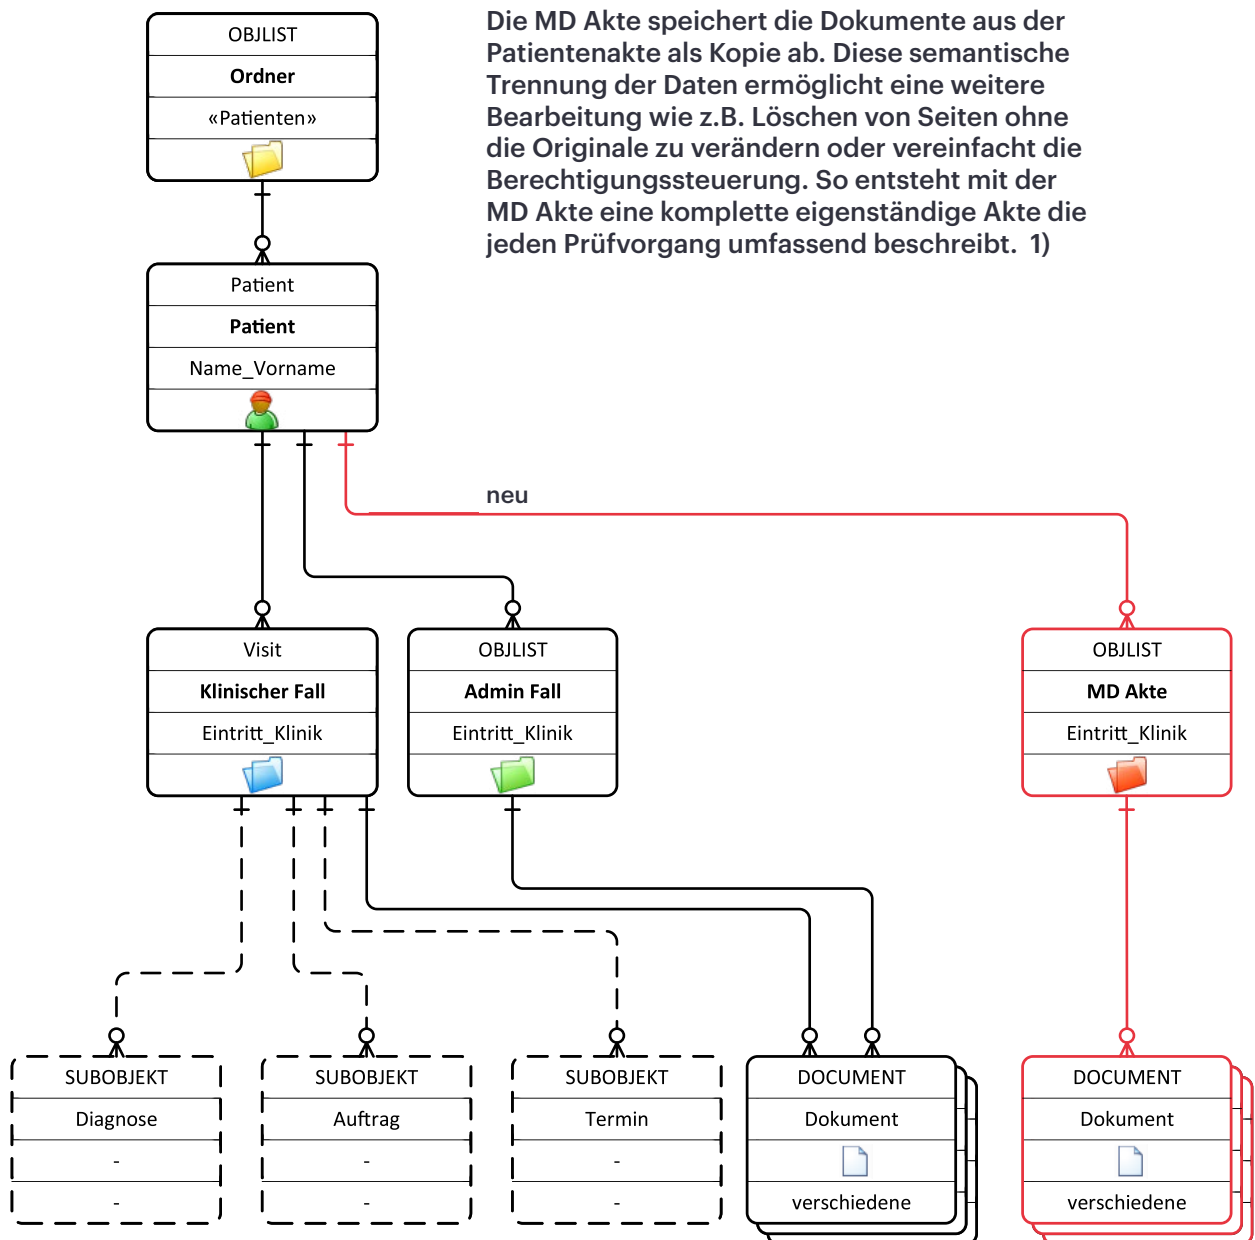 OBJLIST
Ordner
«Patienten»
Die MD Akte speichert die Dokumente aus der
Patientenakte als Kopie ab. Diese semantische
Trennung der Daten ermöglicht eine weitere
Bearbeitung wie z.B. Löschen von Seiten ohne
die Originale zu verändern oder vereinfacht die
Berechtigungssteuerung. So entsteht mit der
MD Akte eine komplette eigenständige Akte die
jeden Prüfvorgang umfassend beschreibt. 1)
Patient
Patient
Name_Vorname
neu
Visit
Klinischer Fall
Eintritt_Klinik
OBJLIST
Admin Fall
Eintritt_Klinik
OBJLIST
MD Akte
Eintritt_Klinik
SUBOBJEKT
Diagnose
-
-
SUBOBJEKT
Auftrag
-
-
SUBOBJEKT
Termin
-
-
DOCUMENT
Dokument
verschiedene
DOCUMENT
Dokument
verschiedene